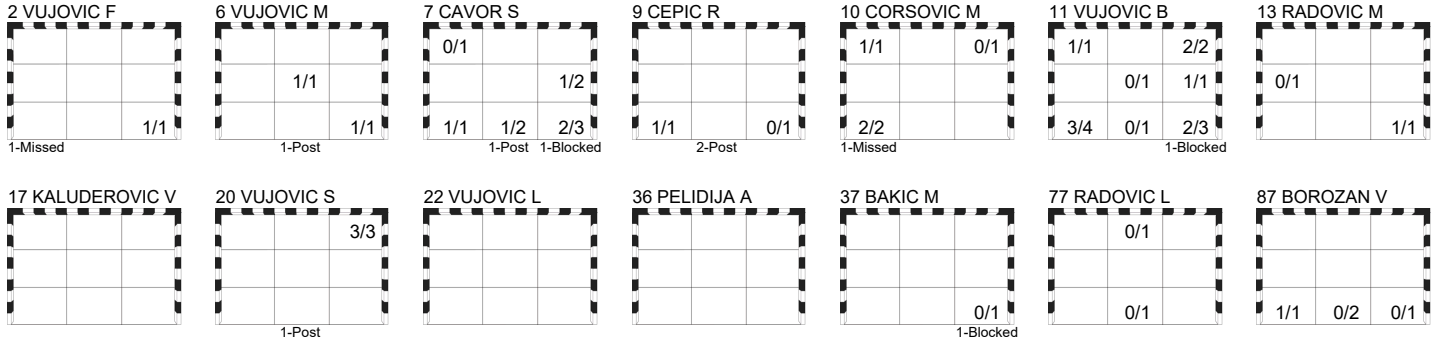 2 VUJOVIC F 6 VUJOVIC M 7 CAVOR S 9 CEPIC R 10 CORSOVIC M 11 VUJOVIC B 13 RADOVIC M
0/1 1/1 0/1 1/1 2/2
1/1 1/2 0/1 1/1 0/1
1/1 1/1 1/1 1/2 2/3 1/1 0/1 2/2 3/4 0/1 2/3 1/1
1-Missed 1-Post 1-Post 1-Blocked 2-Post 1-Missed 1-Blocked
17 KALUDEROVIC V 20 VUJOVIC S 22 VUJOVIC L 36 PELIDIJA A 37 BAKIC M 77 RADOVIC L 87 BOROZAN V
3/3 0/1
0/1 0/1 1/1 0/2 0/1
1-Post 1-Blocked